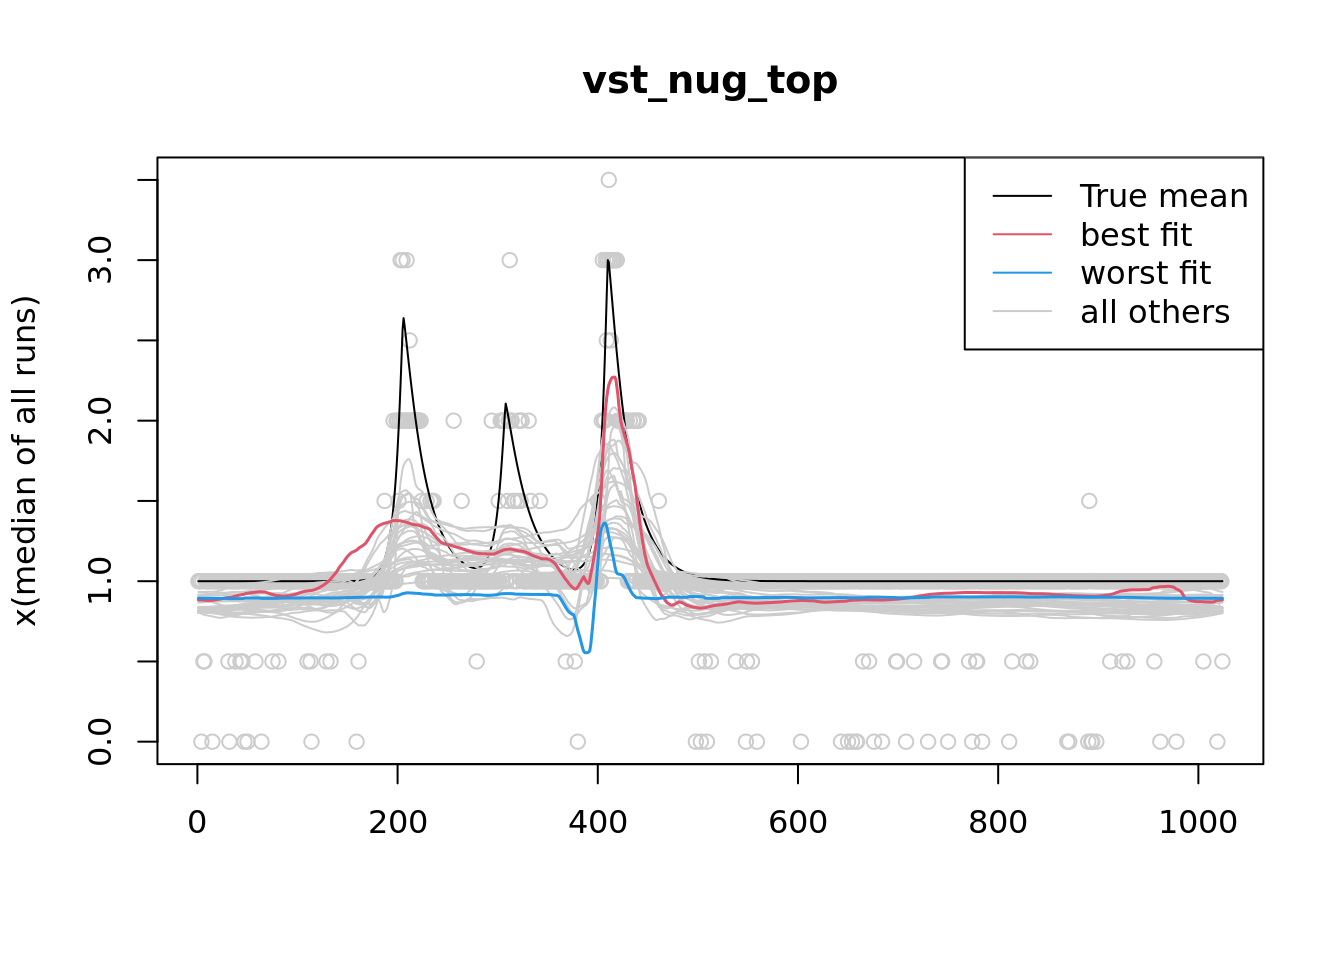 vst_nug_top
x(median of all runs)
3.0
2.0
1.0
0.0
0 200 400 600 800 1000
True mean
best fit
worst fit
all others